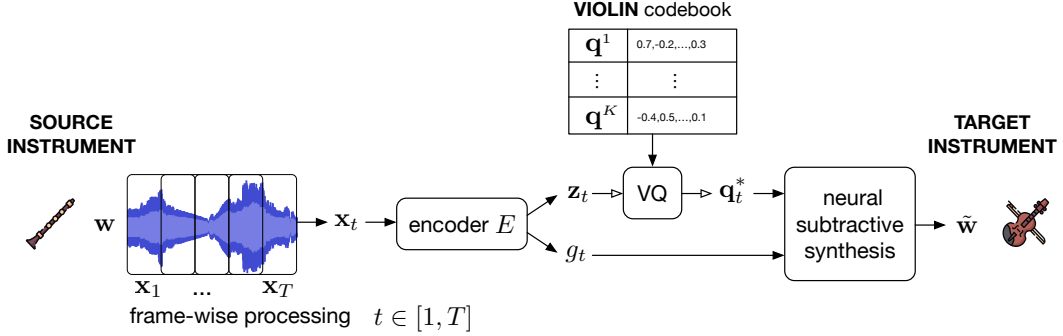 VIOLIN codebook
q^1 0.7,-0.2,...,0.3
⋮ ⋮
q^K -0.4,0.5,...,0.1
SOURCE
INSTRUMENT
TARGET
INSTRUMENT
w
x_t
encoder E
z_t
VQ
q_t^*
g_t
neural
subtractive
synthesis
w̃
x_1 ... x_T
frame-wise processing t ∈ [1, T]